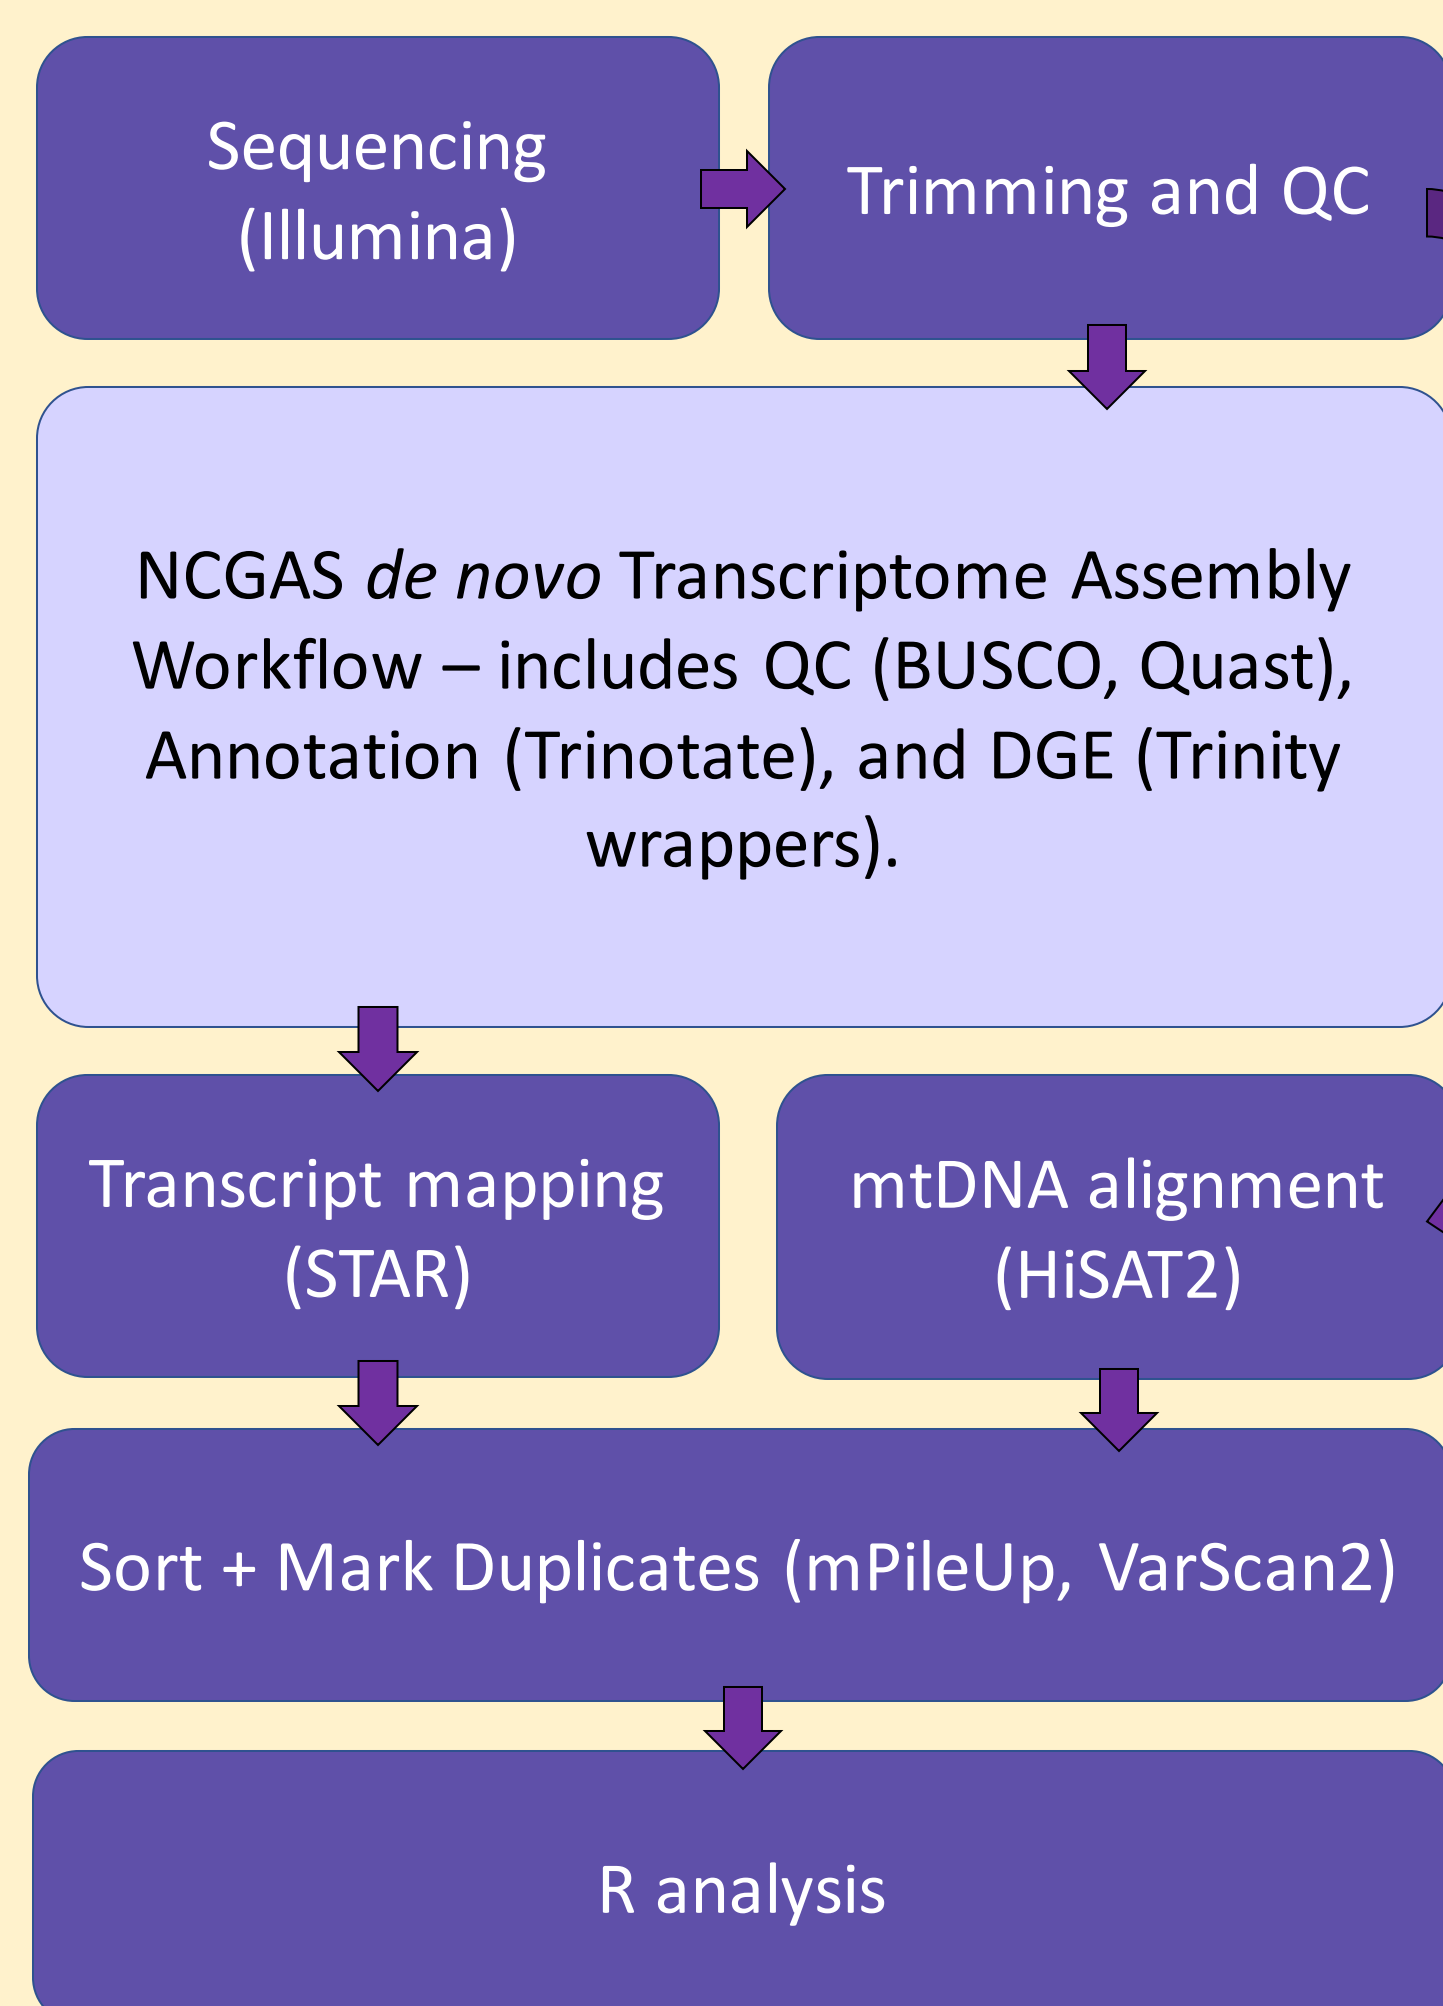 Sequencing
(Illumina)
Trimming and QC
NCGAS de novo Transcriptome Assembly
Workflow – includes QC (BUSCO, Quast),
Annotation (Trinotate), and DGE (Trinity
wrappers).
Transcript mapping
(STAR)
mtDNA alignment
(HiSAT2)
Sort + Mark Duplicates (mPileUp, VarScan2)
R analysis